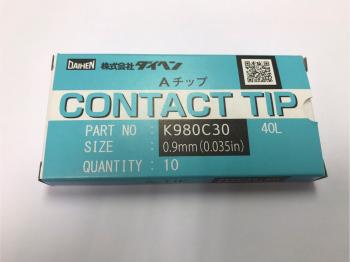 DAIHEN 株式会社ダイヘン
Aチップ
CONTACT TIP
PART NO : K980C30 40L
SIZE : 0.9mm(0.035in)
QUANTITY : 10